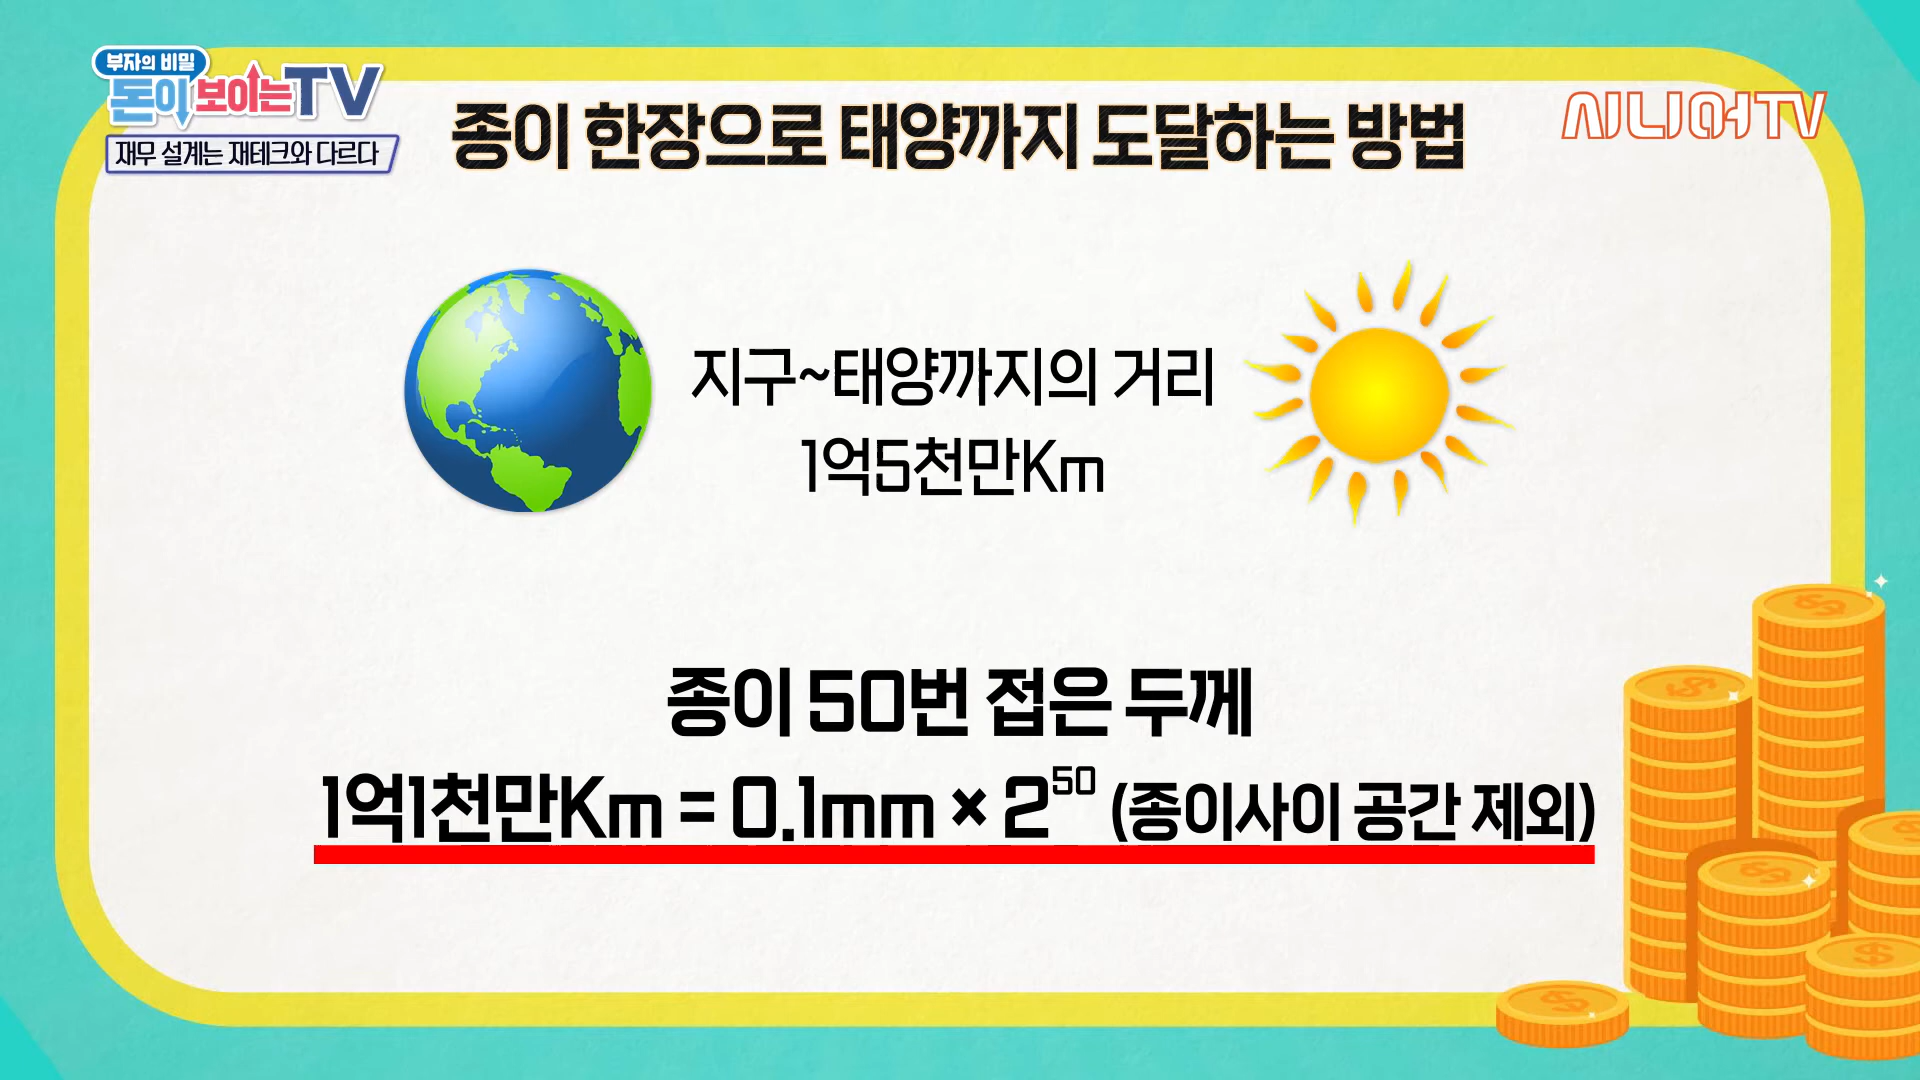 부자의 비밀
돈이 보이는TV
재무 설계는 재테크와 다르다
종이 한장으로 태양까지 도달하는 방법
시니어TV
지구~태양까지의 거리
1억5천만Km
종이 50번 접은 두께
1억1천만Km = 0.1mm × 2⁵⁰ (종이사이 공간 제외)